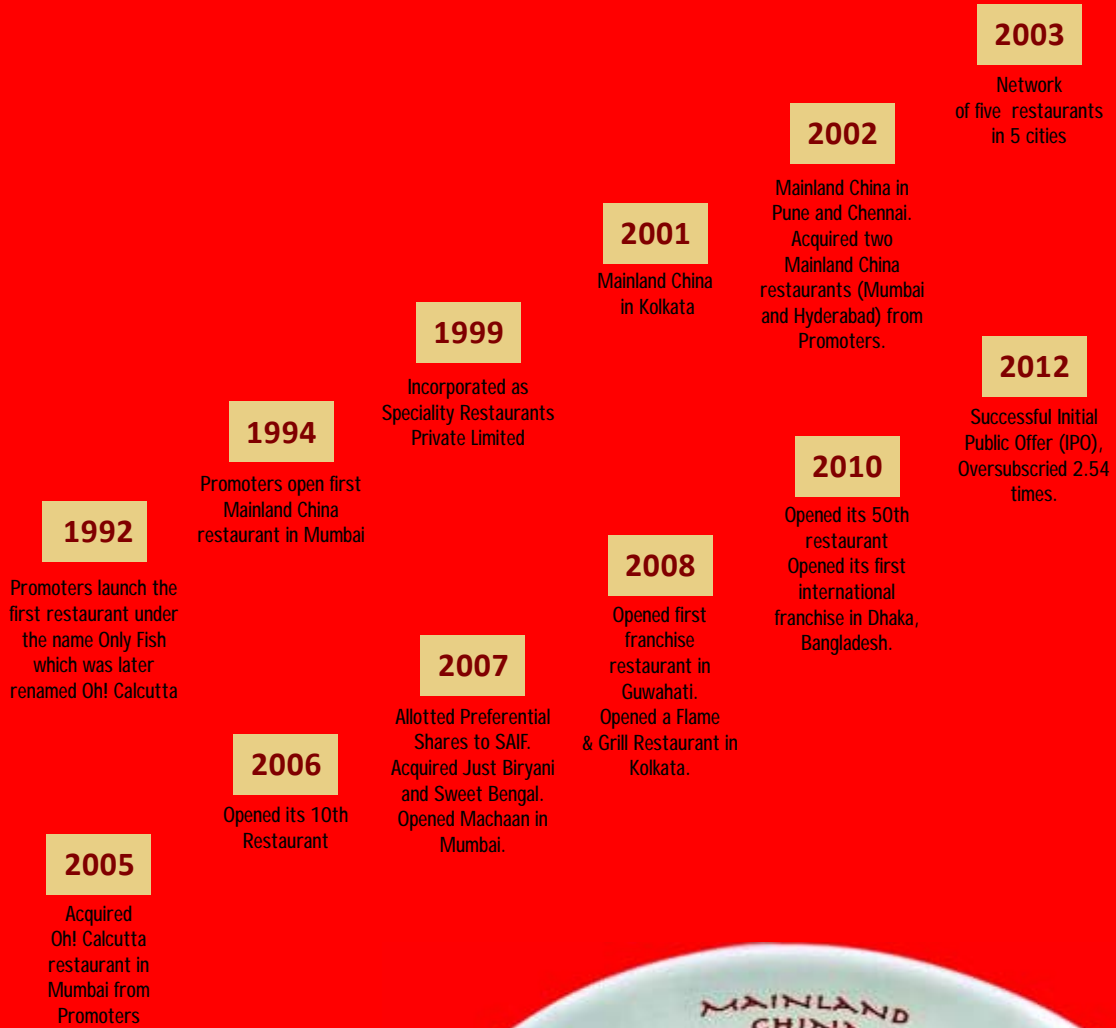 1992
Promoters launch the
first restaurant under
the name Only Fish
which was later
renamed Oh! Calcutta
1994
Promoters open first
Mainland China
restaurant in Mumbai
1999
Incorporated as
Speciality Restaurants
Private Limited
2001
Mainland China
in Kolkata
2002
Mainland China in
Pune and Chennai.
Acquired two
Mainland China
restaurants (Mumbai
and Hyderabad) from
Promoters.
2003
Network
of five restaurants
in 5 cities
2005
Acquired
Oh! Calcutta
restaurant in
Mumbai from
Promoters
2006
Opened its 10th
Restaurant
2007
Allotted Preferential
Shares to SAIF.
Acquired Just Biryani
and Sweet Bengal.
Opened Machaan in
Mumbai.
2008
Opened first
franchise
restaurant in
Guwahati.
Opened a Flame
& Grill Restaurant in
Kolkata.
2010
Opened its 50th
restaurant
Opened its first
international
franchise in Dhaka,
Bangladesh.
2012
Successful Initial
Public Offer (IPO),
Oversubscried 2.54
times.
MAINLAND
CHINA